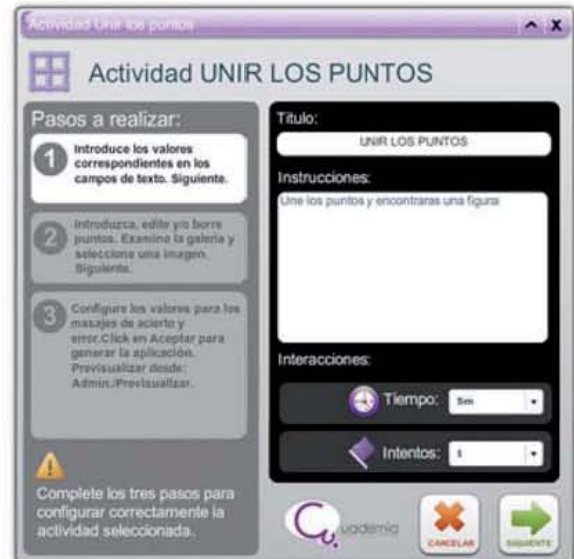 Actividad Unir los puntos
X
Actividad UNIR LOS PUNTOS
Pasos a realizar:
1
Introduce los valores
correspondientes en los
campos de texto. Siguiente.
2
Introduzca, edite y/o borre
puntos. Examine la galería y
seleccione una imagen.
Siguiente.
3
Configure los valores para los
masajes de acierto y
error.Click en Aceptar para
generar la aplicación.
Previsualizar desde:
Admin./Previsualizar.
Complete los tres pasos para
configurar correctamente la
actividad seleccionada.
Título:
UNIR LOS PUNTOS
Instrucciones:
Une los puntos y encontraras una figura
Interacciones:
Tiempo: 5m
Intentos: 1
Cuadernia
CANCELAR
SIGUIENTE